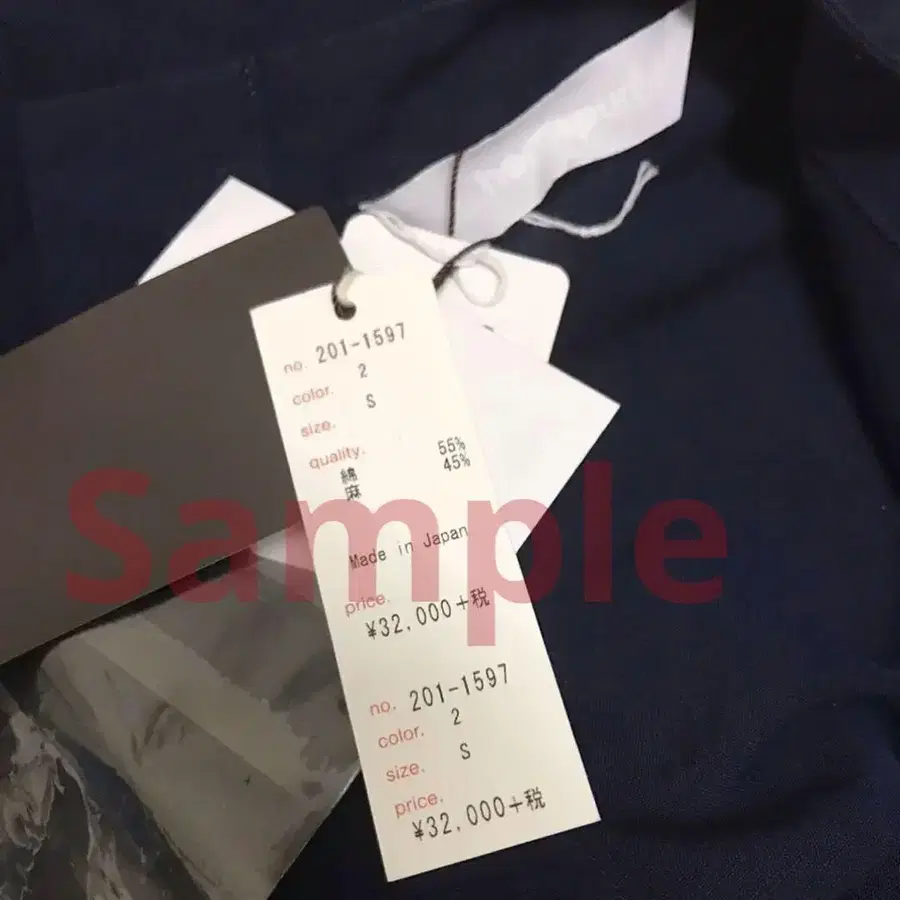 no. 201-1597
color. 2
size. S
quality.
綿 55%
麻 45%
Made in Japan
price.
¥32,000+税
no. 201-1597
color. 2
size. S
price.
¥32,000+税
Sample